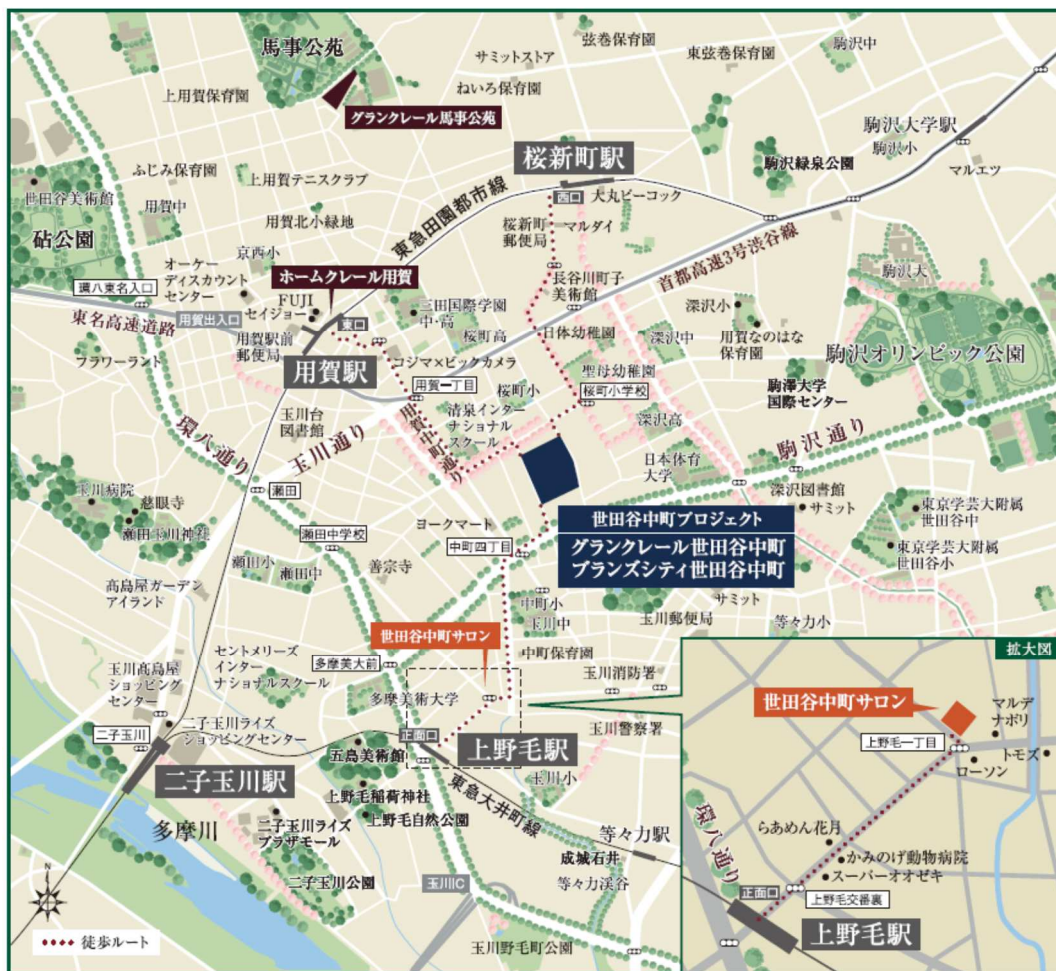 馬事公苑
サミットストア
弦巻保育園
東弦巻保育園
駒沢中
上用賀保育園
ねいろ保育園
グランクレール馬事公苑
駒沢大学駅
駒沢小
マルエツ
桜新町駅
駒沢緑泉公園
ふじみ保育園
世田谷美術館
用賀中
上用賀テニスクラブ
東急田園都市線
西口
大丸ピーコック
砧公園
用賀北小緑地
桜新町
郵便局
マルダイ
首都高速3号渋谷線
京西小
オーケー
ディスカウント
センター
ホームクレール用賀
長谷川町子
美術館
駒沢大
環八東名入口
FUJI
セイジョー
三田国際学園
中・高
深沢小
東名高速道路
用賀出入口
東口
桜町高
日体幼稚園
用賀なのはな
保育園
駒沢オリンピック公園
フラワーラント
用賀駅前
郵便局
コジマ×ビックカメラ
深沢中
用賀駅
用賀一丁目
聖母幼稚園
駒澤大学
国際センター
桜町小
桜町小学校
玉川台
図書館
用賀中町通り
清泉インター
ナショナル
スクール
深沢高
環八通り
玉川通り
駒沢通り
日本体育
大学
玉川病院
慈眼寺
瀬田玉川神社
瀬田
深沢図書館
サミット
東京学芸大附属
世田谷中
ヨークマート
世田谷中町プロジェクト
グランクレール世田谷中町
ブランズシティ世田谷中町
瀬田中学校
中町四丁目
東京学芸大附属
世田谷小
瀬田小
瀬田中
善宗寺
髙島屋ガーデン
アイランド
中町小
玉川中
サミット
玉川郵便局
等々力小
世田谷中町サロン
セントメリーズ
インター
ナショナルスクール
多摩美大前
中町保育園
玉川髙島屋
ショッピング
センター
多摩美術大学
玉川消防署
二子玉川
二子玉川ライズ
ショッピングセンター
正面口
玉川警察署
二子玉川駅
五島美術館
上野毛駅
玉川小
多摩川
上野毛稲荷神社
上野毛自然公園
東急大井町線
二子玉川ライズ
プラザモール
等々力駅
成城石井
二子玉川公園
玉川IC
等々力渓谷
玉川野毛町公園
N
徒歩ルート
拡大図
世田谷中町サロン
マルデ
ナポリ
上野毛一丁目
トモズ
ローソン
環八通り
らあめん花月
かみのげ動物病院
スーパーオオゼキ
正面口
上野毛交番裏
上野毛駅